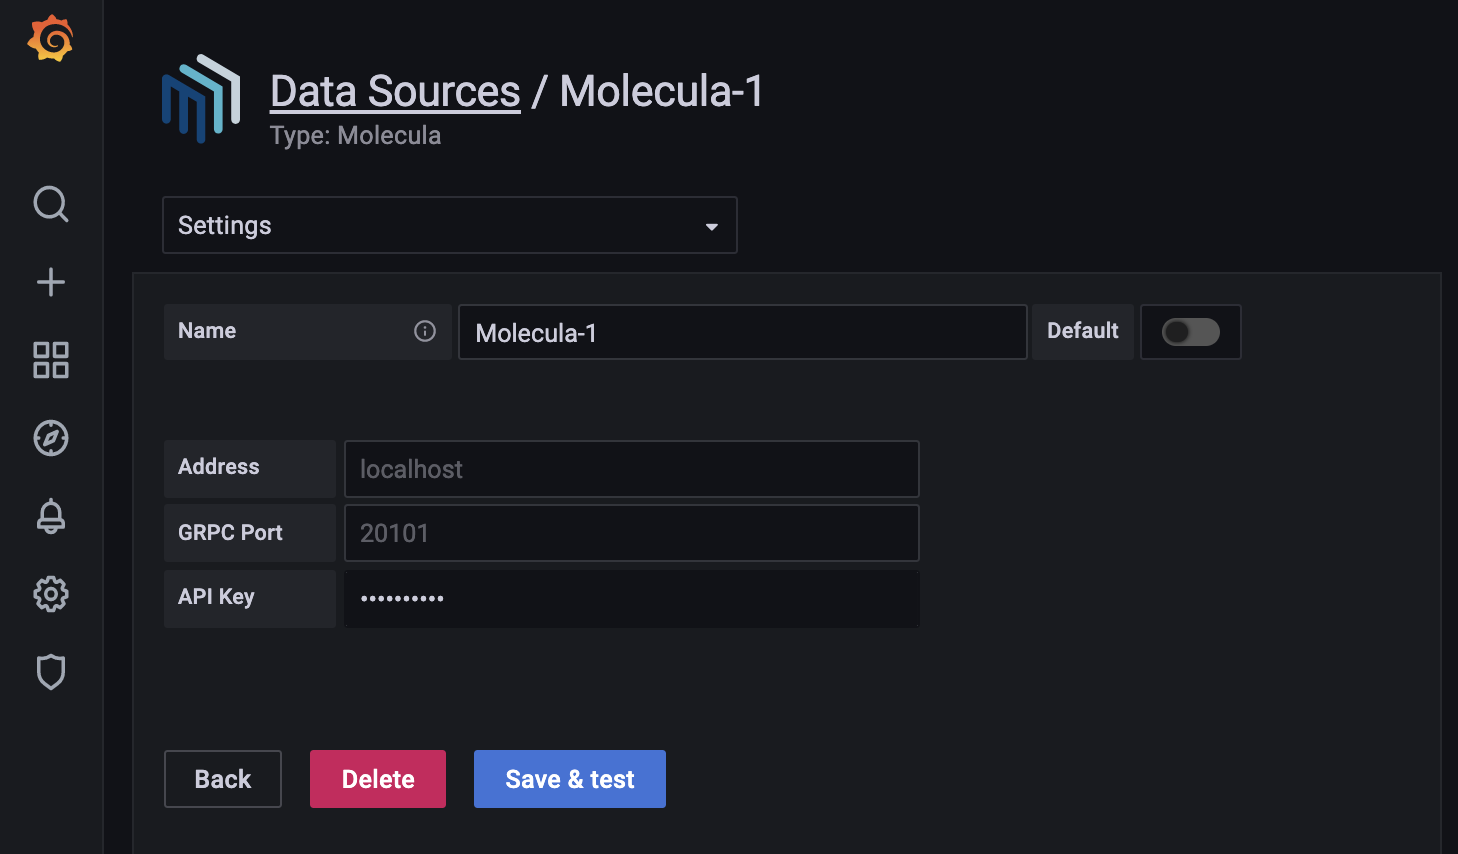 Data Sources / Molecula-1
Type: Molecula
Settings
Name
Molecula-1
Default
Address
localhost
GRPC Port
20101
API Key
••••••••••
Back
Delete
Save & test